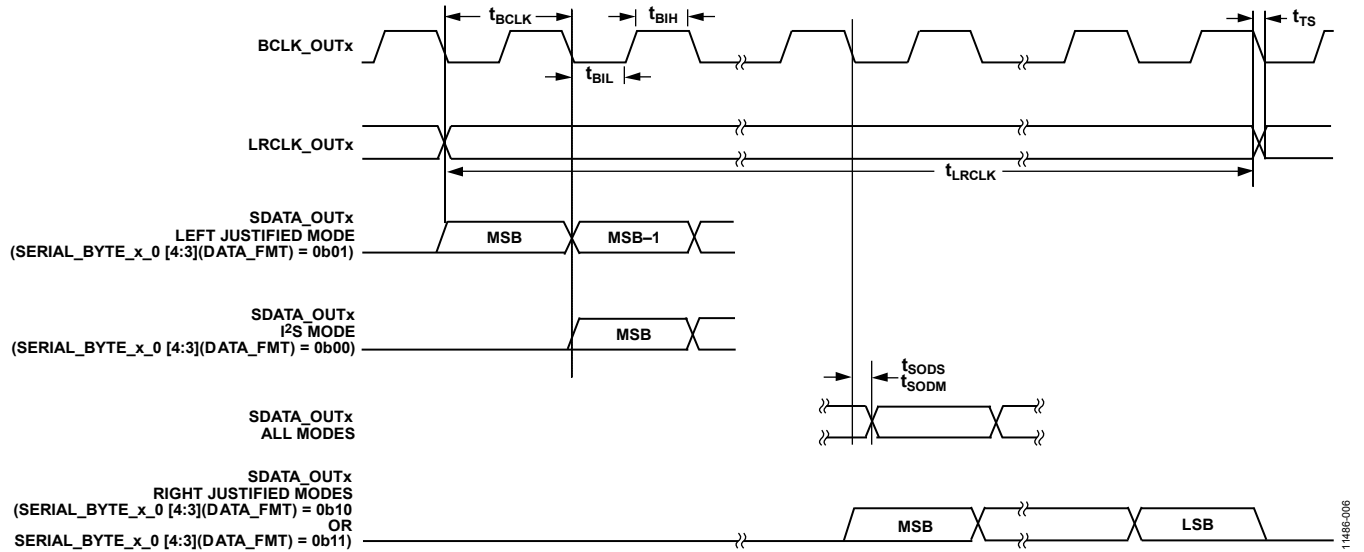 tBCLK
tBIH
tTS
BCLK_OUTx
tBIL
LRCLK_OUTx
tLRCLK
SDATA_OUTx
LEFT JUSTIFIED MODE
(SERIAL_BYTE_x_0 [4:3](DATA_FMT) = 0b01)
MSB
MSB–1
SDATA_OUTx
I2S MODE
(SERIAL_BYTE_x_0 [4:3](DATA_FMT) = 0b00)
MSB
tSODS
tSODM
SDATA_OUTx
ALL MODES
SDATA_OUTx
RIGHT JUSTIFIED MODES
(SERIAL_BYTE_x_0 [4:3](DATA_FMT) = 0b10
OR
SERIAL_BYTE_x_0 [4:3](DATA_FMT) = 0b11)
MSB
LSB
11486-006